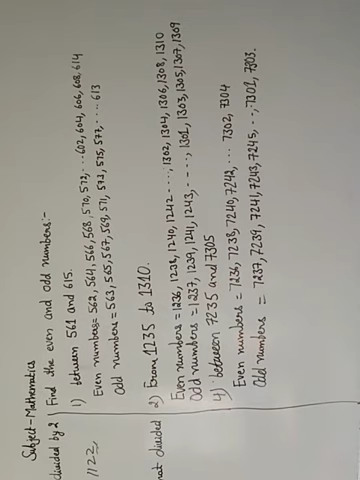 Subject-Mathematics
divided by 2
Find the even and odd numbers:-
1) between 561 and 615.
1122
Even numbers= 562, 564, 566, 568, 570, 572, ... 602, 604, 606, 608, 614
Odd numbers = 563, 565, 567, 569, 571, 573, 575, 577, ..... 613
not divided
2) From 1235 to 1310.
Even numbers = 1236, 1238, 1240, 1242 ...., 1302, 1304, 1306, 1308, 1310
Odd numbers = 1237, 1239, 1241, 1243, - - - -, 1301, 1303, 1305, 1307, 1309
4) between 7235 and 7305
Even numbers = 7236, 7238, 7240, 7242, ... 7302, 7304
Odd numbers = 7237, 7239, 7241, 7243, 7245, ..., 7301, 7303.